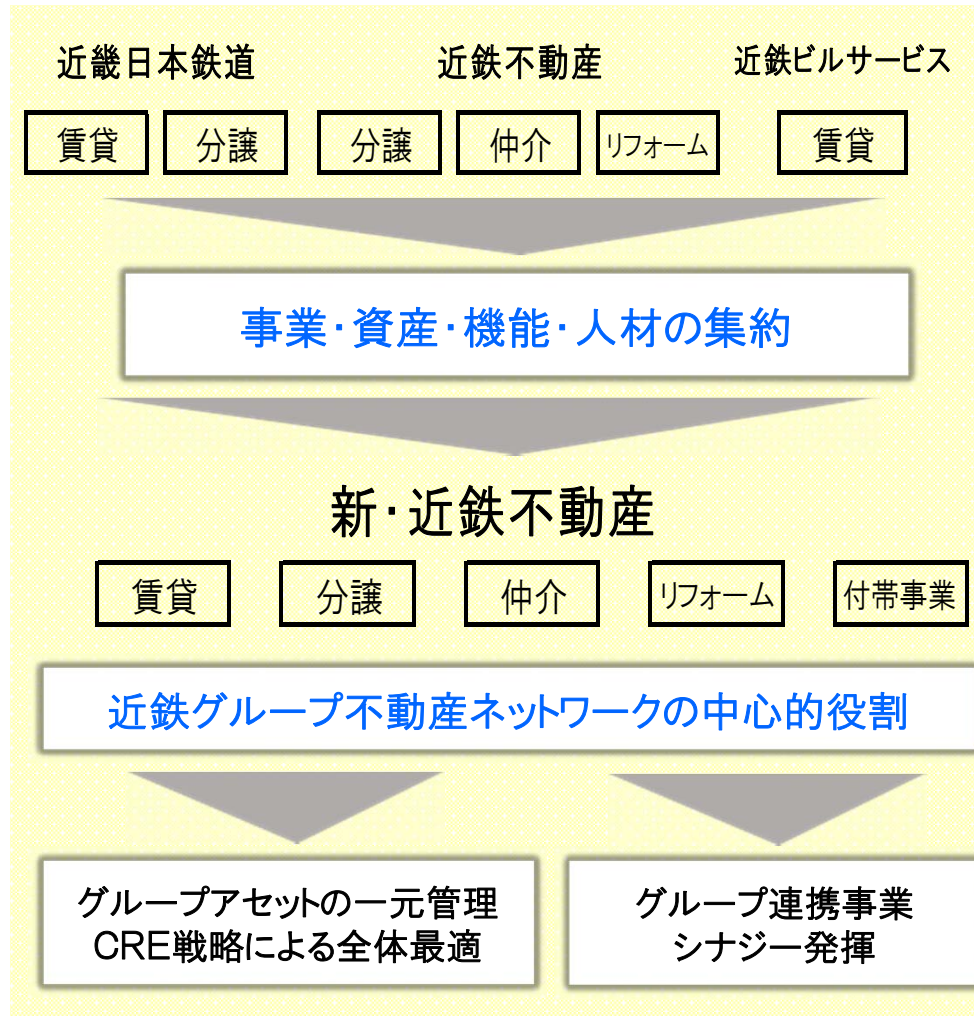 近畿日本鉄道 近鉄不動産 近鉄ビルサービス
賃貸 分譲 分譲 仲介 リフォーム 賃貸
事業・資産・機能・人材の集約
新・近鉄不動産
賃貸 分譲 仲介 リフォーム 付帯事業
近鉄グループ不動産ネットワークの中心的役割
グループアセットの一元管理
CRE戦略による全体最適
グループ連携事業
シナジー発揮